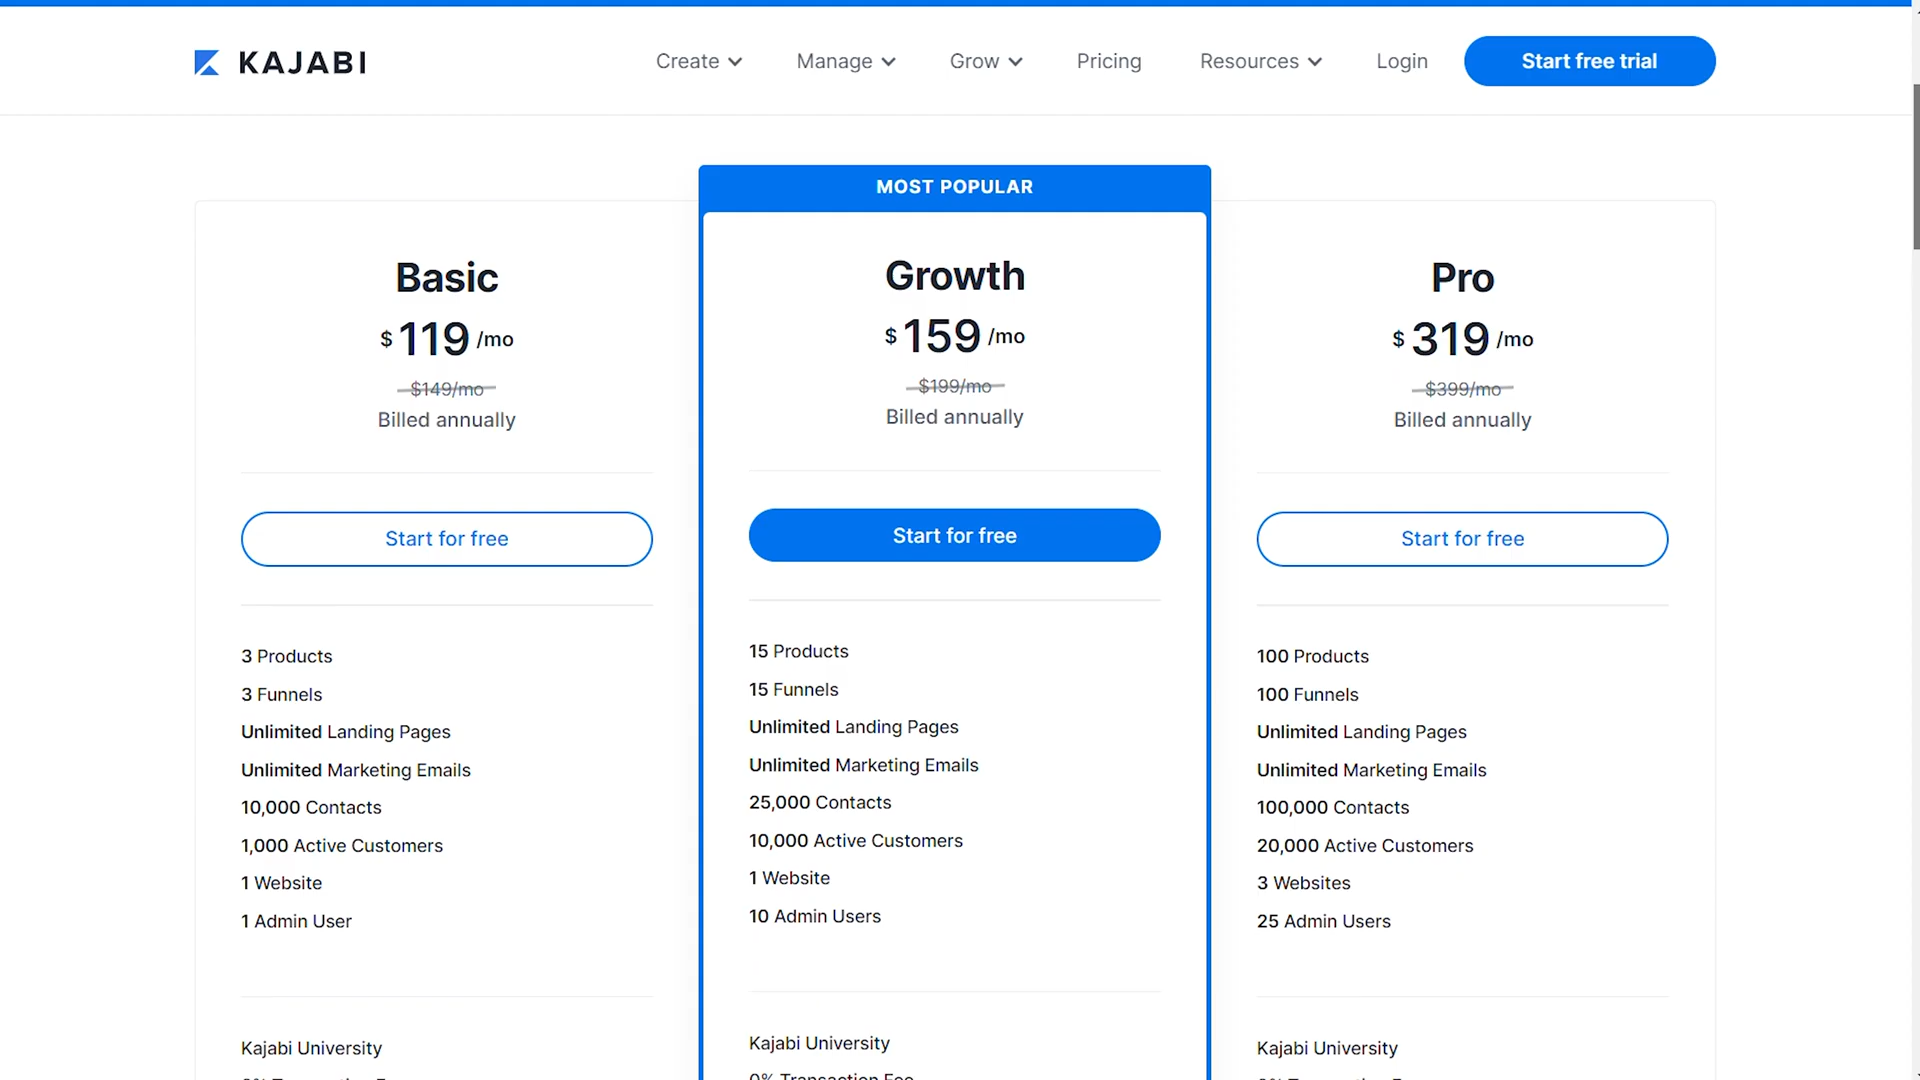 KAJABI
Create
Manage
Grow
Pricing
Resources
Login
Start free trial
MOST POPULAR
Basic
$ 119 /mo
$149/mo
Billed annually
Start for free
3 Products
3 Funnels
Unlimited Landing Pages
Unlimited Marketing Emails
10,000 Contacts
1,000 Active Customers
1 Website
1 Admin User
Kajabi University
Growth
$ 159 /mo
$199/mo
Billed annually
Start for free
15 Products
15 Funnels
Unlimited Landing Pages
Unlimited Marketing Emails
25,000 Contacts
10,000 Active Customers
1 Website
10 Admin Users
Kajabi University
0% Transaction Fee
Pro
$ 319 /mo
$399/mo
Billed annually
Start for free
100 Products
100 Funnels
Unlimited Landing Pages
Unlimited Marketing Emails
100,000 Contacts
20,000 Active Customers
3 Websites
25 Admin Users
Kajabi University